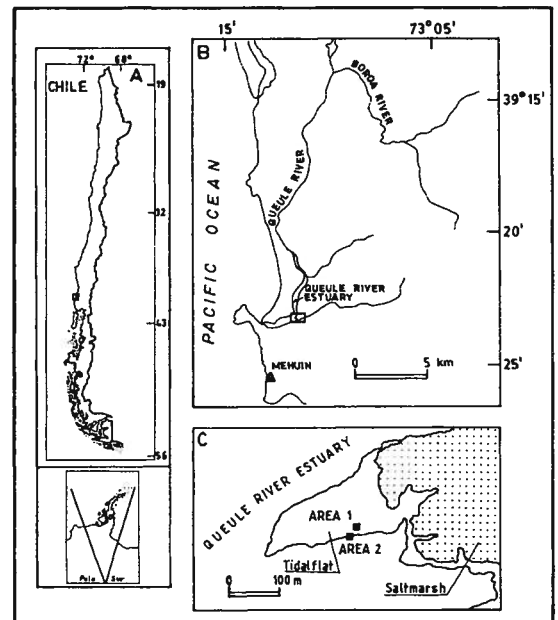 72° 68°
A
CHILE
19
32
43
56
Polo Sur
15' 73° 05'
B
39° 15'
BOROA RIVER
QUEULE RIVER
PACIFIC OCEAN
20'
QUEULE RIVER
ESTUARY
C
MEHUIN
0 5 km
25'
C
QUEULE RIVER ESTUARY
AREA 1
AREA 2
Tidalflat
Saltmarsh
0 100 m